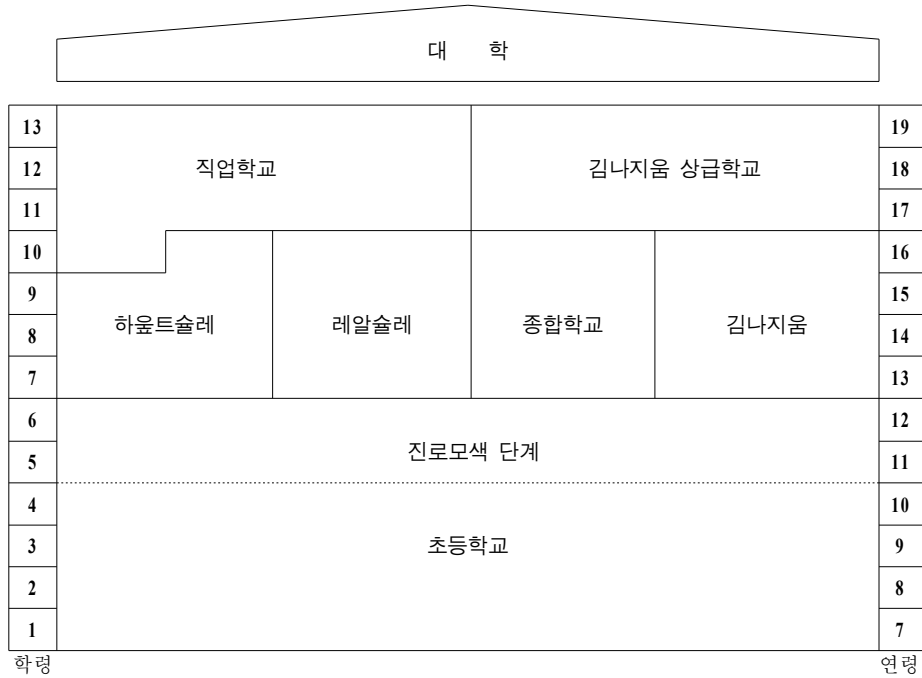 대 학
13 19
12 직업학교 김나지움 상급학교 18
11 17
10 16
9 15
8 하웊트슐레 레알슐레 종합학교 김나지움 14
7 13
6 12
진로모색 단계
5 11
4 10
3 초등학교 9
2 8
1 7
학령 연령